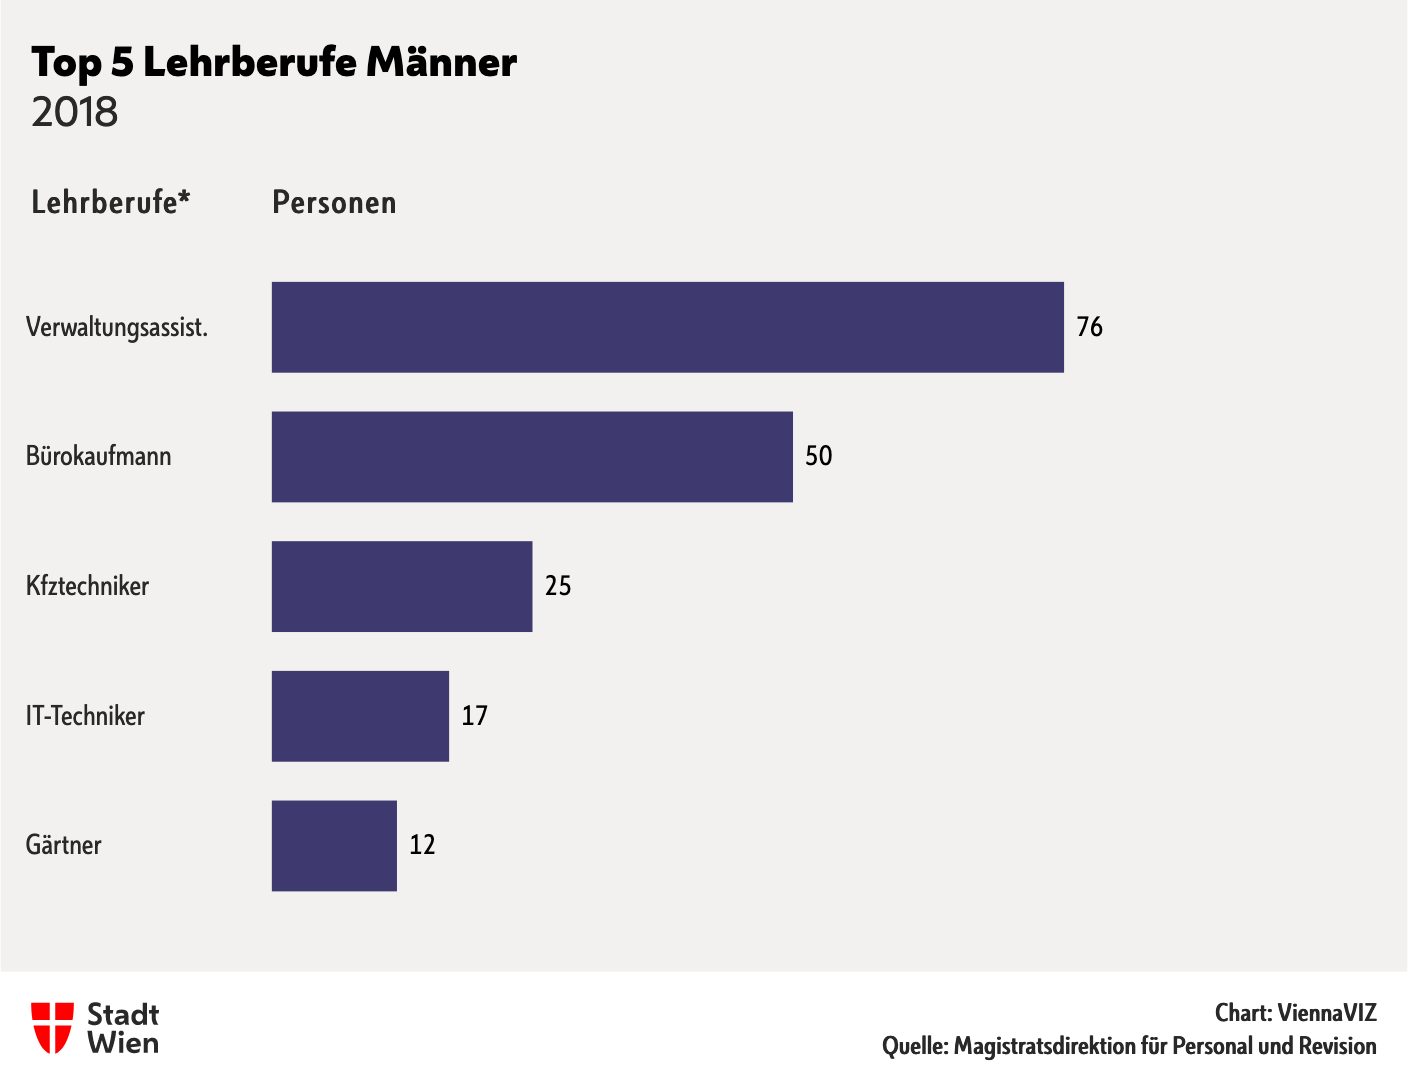 Top 5 Lehrberufe Männer
2018
Lehrberufe* Personen
Verwaltungsassist. 76
Bürokaufmann 50
Kfztechniker 25
IT-Techniker 17
Gärtner 12
Stadt
Wien
Chart: ViennaVIZ
Quelle: Magistratsdirektion für Personal und Revision